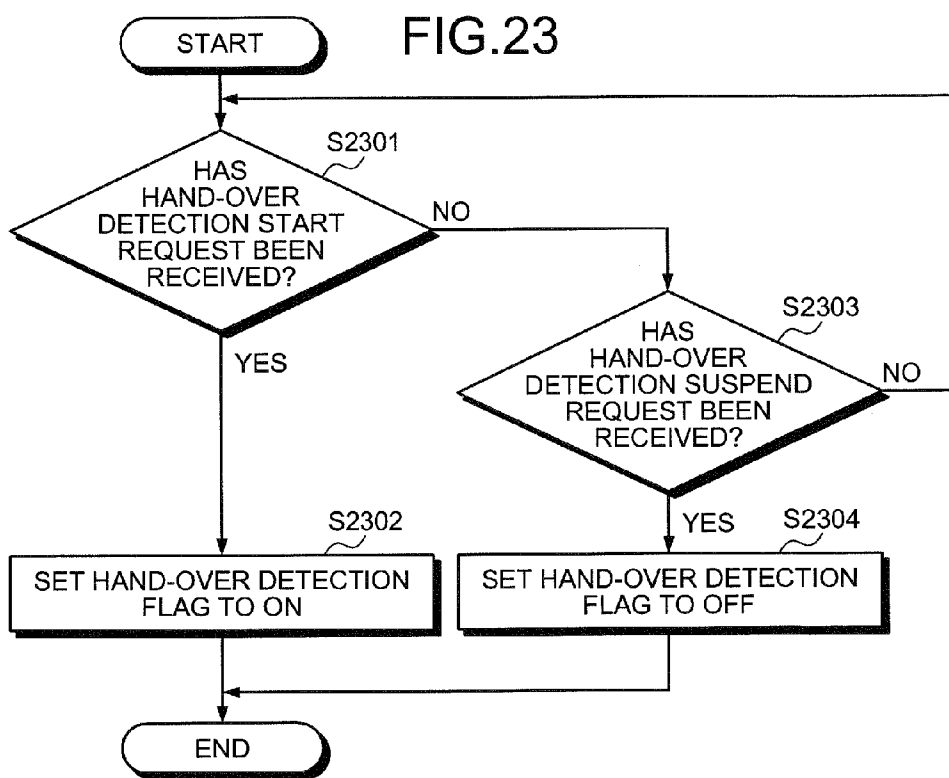 FIG.23
START
S2301
HAS
HAND-OVER
DETECTION START
REQUEST BEEN
RECEIVED?
NO
YES
S2303
HAS
HAND-OVER
DETECTION SUSPEND
REQUEST BEEN
RECEIVED?
NO
YES
S2302
SET HAND-OVER DETECTION
FLAG TO ON
S2304
SET HAND-OVER DETECTION
FLAG TO OFF
END